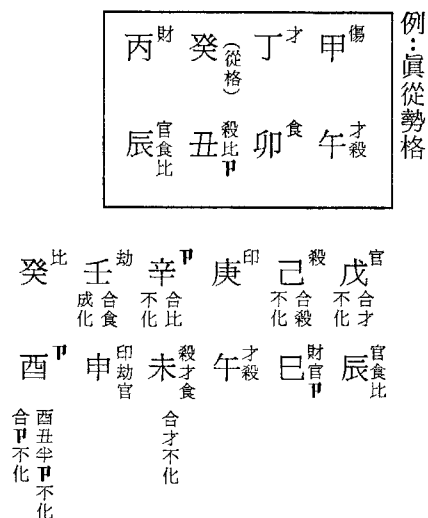 例：眞從勢格
甲傷
午才殺
丁才
卯食
癸（從格）
丑殺比卩
丙財
辰官食比
戊官
合才
不化
辰官食比
己殺
合殺
不化
巳財官卩
庚印
午才殺
辛卩
合比
不化
未殺才食
合才不化
壬劫
合食
成化
申印劫官
癸比
酉卩
酉丑半卩不化
合卩不化